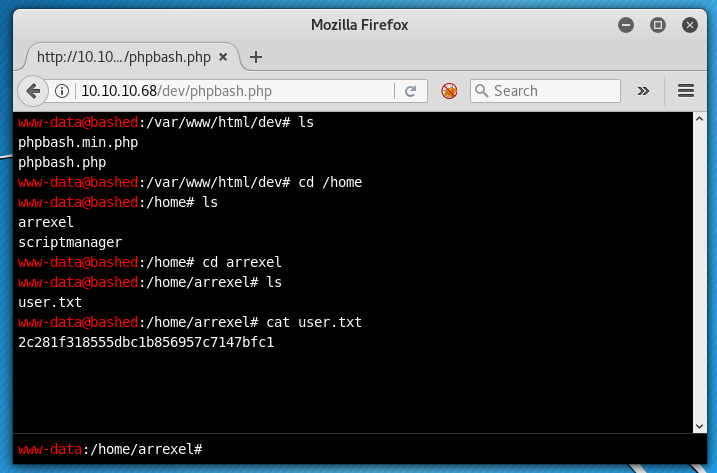 Mozilla Firefox
http://10.10.../phpbash.php
10.10.10.68/dev/phpbash.php
Search
www-data@bashed:/var/www/html/dev# ls
phpbash.min.php
phpbash.php
www-data@bashed:/var/www/html/dev# cd /home
www-data@bashed:/home# ls
arrexel
scriptmanager
www-data@bashed:/home# cd arrexel
www-data@bashed:/home/arrexel# ls
user.txt
www-data@bashed:/home/arrexel# cat user.txt
2c281f318555dbc1b856957c7147bfc1
www-data:/home/arrexel#